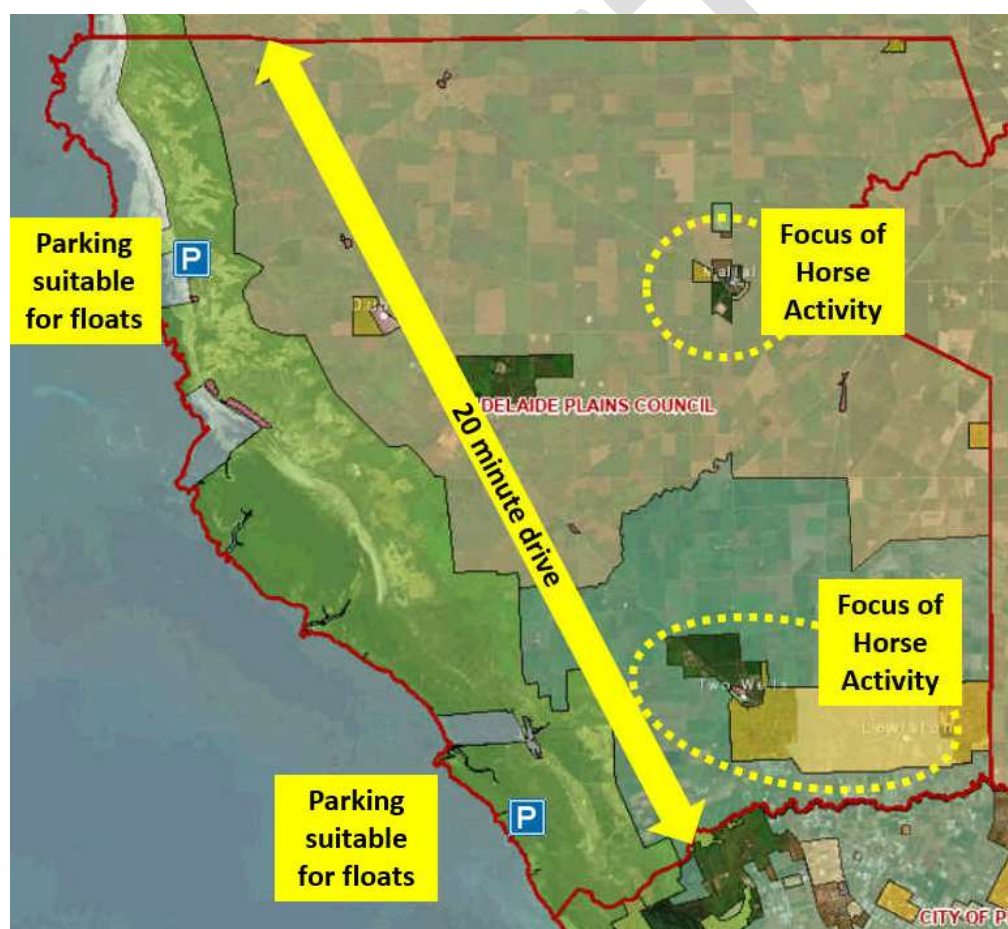 Parking
suitable
for floats
P
Focus of
Horse
Activity
DELAIDE PLAINS COUNCIL
20 minute drive
Focus of
Horse
Activity
Two Wells
Lewiston
Parking
suitable
for floats
P
CITY OF P